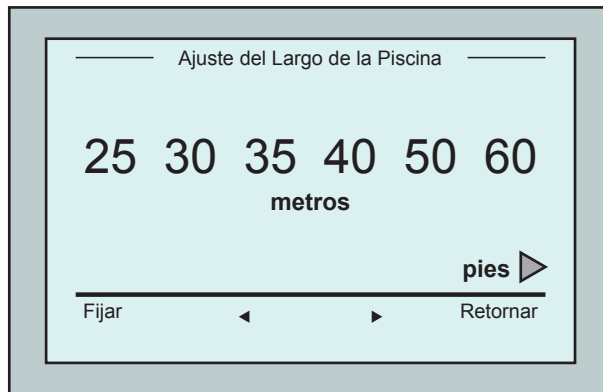 Ajuste del Largo de la Piscina
25 30 35 40 50 60
metros
pies
Fijar Retornar